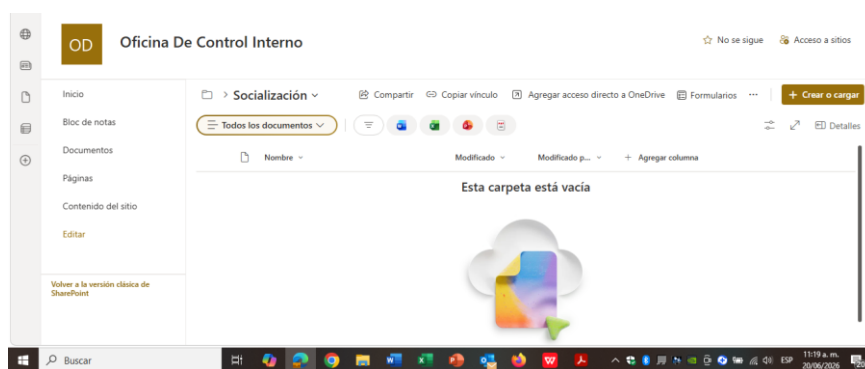 OD
Oficina De Control Interno
No se sigue
Acceso a sitios
Inicio
Bloc de notas
Documentos
Páginas
Contenido del sitio
Editar
Volver a la versión clásica de
SharePoint
> Socialización
Compartir
Copiar vínculo
Agregar acceso directo a OneDrive
Formularios
...
+ Crear o cargar
Todos los documentos
Detalles
Nombre
Modificado
Modificado p...
+ Agregar columna
Esta carpeta está vacía
Buscar
ESP
11:19 a. m.
20/06/2026